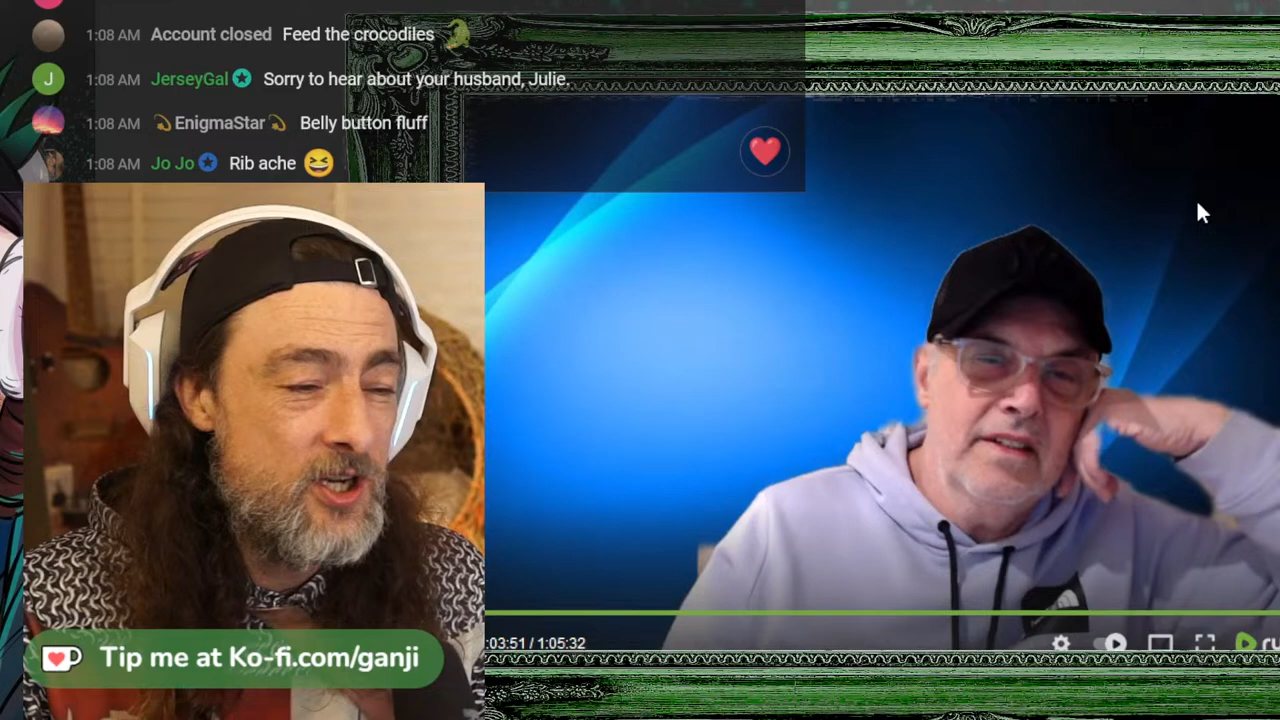 1:08 AM Account closed Feed the crocodiles 🐊
J 1:08 AM JerseyGal Sorry to hear about your husband, Julie.
1:08 AM 💫EnigmaStar💫 Belly button fluff
1:08 AM Jo Jo Rib ache 😆
Tip me at Ko-fi.com/ganji
:03:51 / 1:05:32
ru